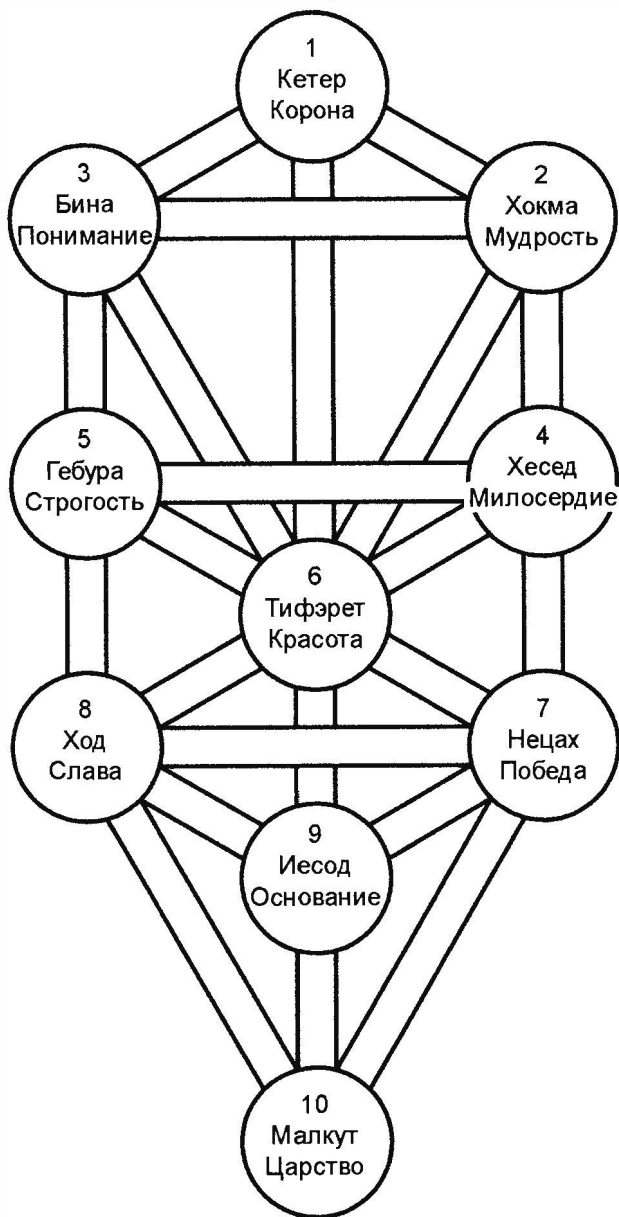 1
Кетер
Корона
3
Бина
Понимание
2
Хокма
Мудрость
5
Гебура
Строгость
4
Хесед
Милосердие
6
Тифэрет
Красота
8
Ход
Слава
7
Нецах
Победа
9
Иесод
Основание
10
Малкут
Царство